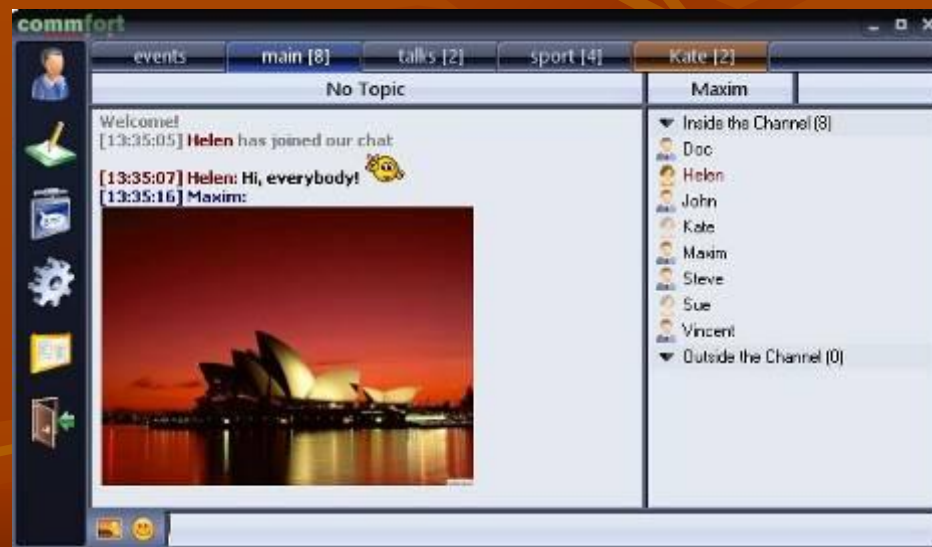 commfort
events main [8] talks [2] sport [4] Kate [2]
No Topic
Maxim
Welcome!
[13:35:05] Helen has joined our chat
[13:35:07] Helen: Hi, everybody!
[13:35:16] Maxim:
Inside the Channel (8)
Doc
Helen
John
Kate
Maxim
Steve
Sue
Vincent
Outside the Channel (0)